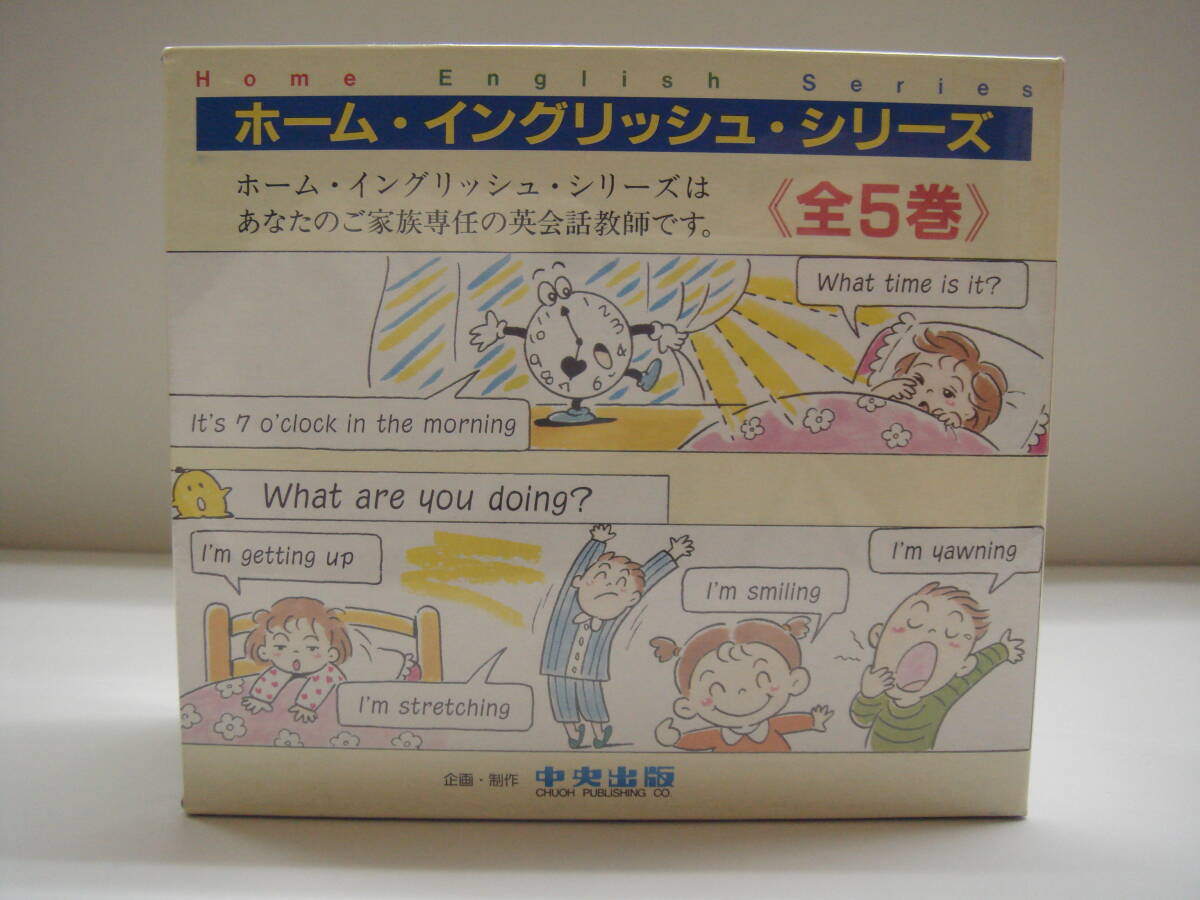 Home English Series
ホーム・イングリッシュ・シリーズ
ホーム・イングリッシュ・シリーズは
あなたのご家族専任の英会話教師です。
《全5巻》
What time is it?
It's 7 o'clock in the morning
What are you doing?
I'm getting up
I'm yawning
I'm smiling
I'm stretching
企画・制作 中央出版
CHUOH PUBLISHING CO.